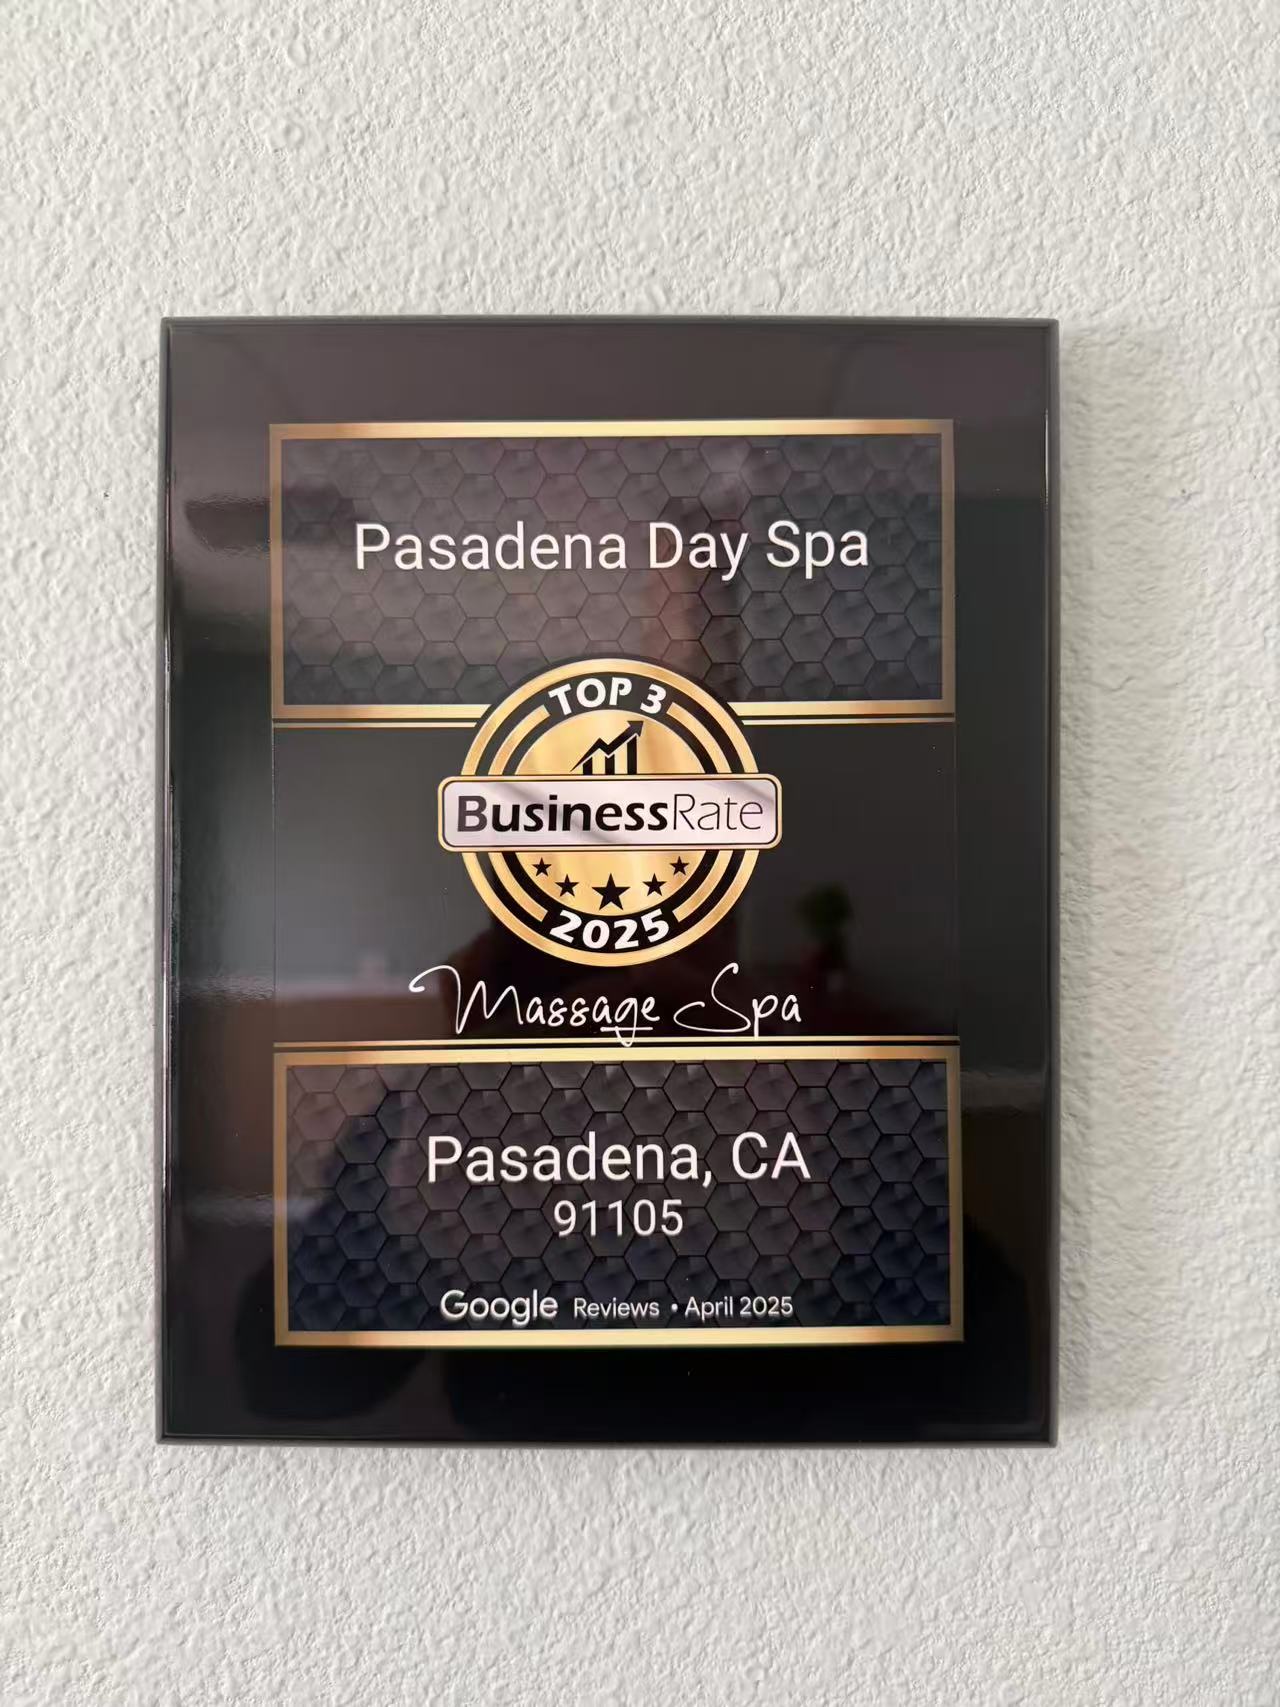 Pasadena Day Spa
TOP 3
BusinessRate
2025
Massage Spa
Pasadena, CA
91105
Google Reviews • April 2025